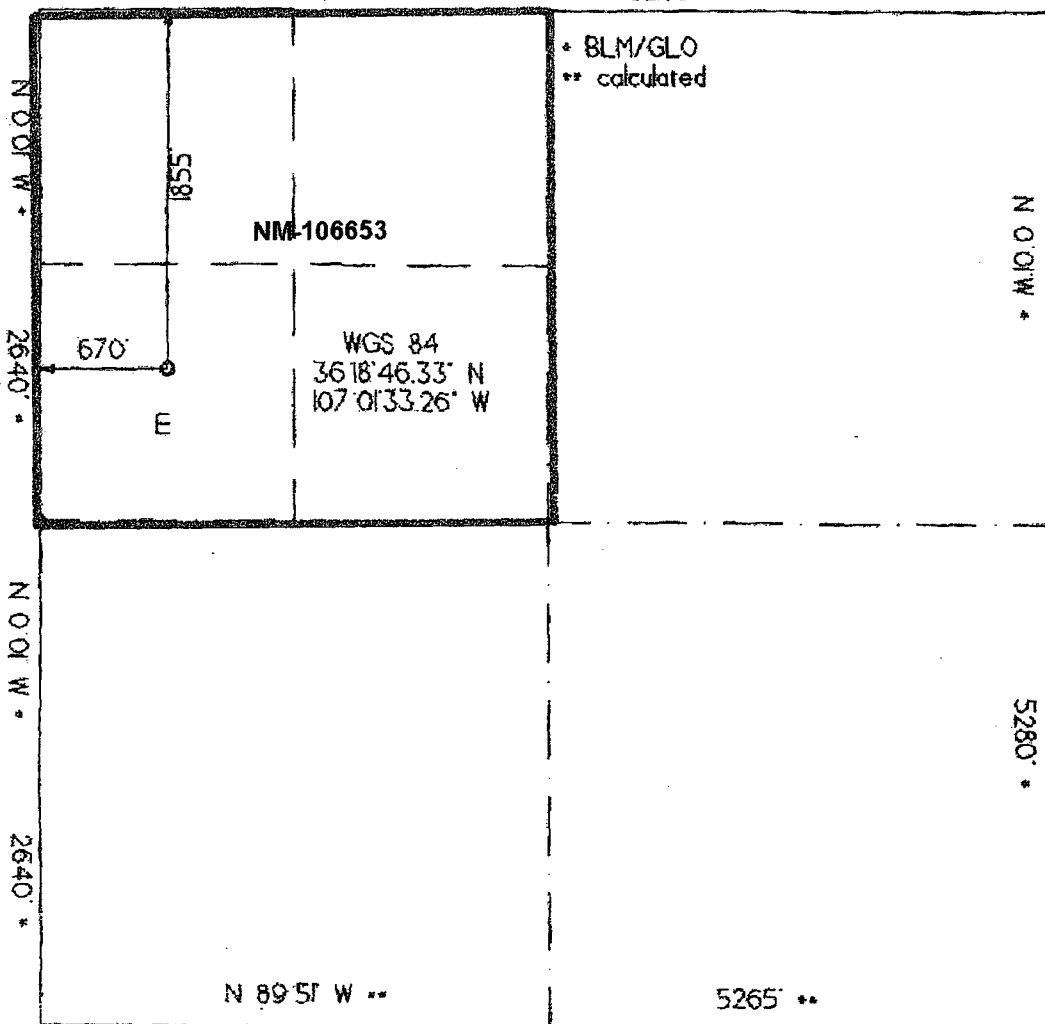 * BLM/GLO
** calculated
N 0°01' W *
1855'
N 0°01' W *
NM-106653
2640' *
670'
WGS 84
36°18'46.33" N
107°01'33.26" W
E
N 0°01' W *
5280' *
2640' *
N 89°51' W **
5265' **